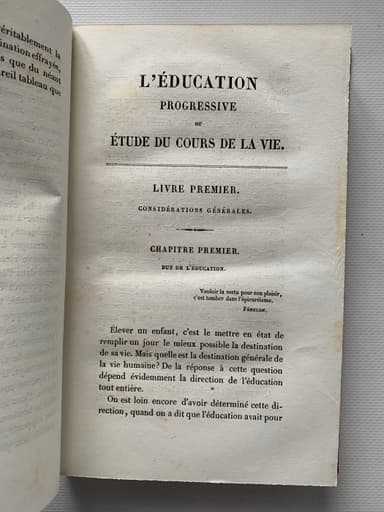 véritablement la
ination effrayée,
s que du néant
reil tableau que
L'ÉDUCATION
PROGRESSIVE
OU
ÉTUDE DU COURS DE LA VIE.
LIVRE PREMIER.
CONSIDÉRATIONS GÉNÉRALES.
CHAPITRE PREMIER.
BUT DE L'ÉDUCATION.
Vouloir la vertu pour son plaisir,
c'est tomber dans l'épicuréisme.
FÉNELON.
Élever un enfant, c'est le mettre en état de
remplir un jour le mieux possible la destination
de sa vie. Mais quelle est la destination générale de
la vie humaine? De la réponse à cette question
dépend évidemment la direction de l'éducation
tout entière.
On est loin encore d'avoir déterminé cette di-
rection, quand on a dit que l'éducation avait pour